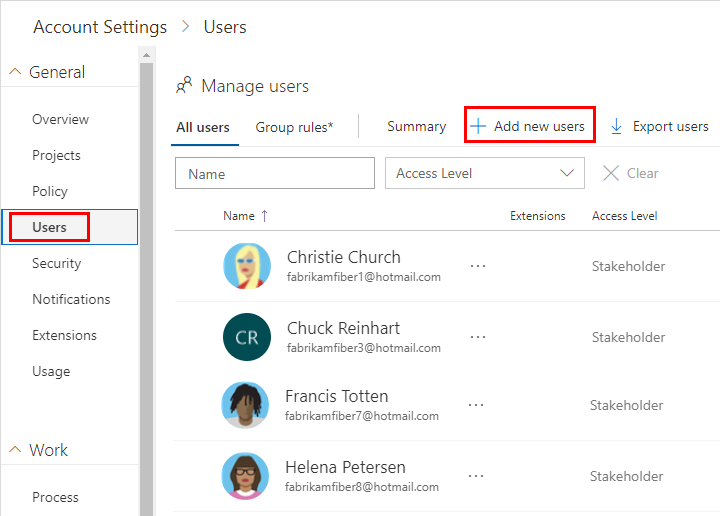 Account Settings > Users
General
Overview
Projects
Policy
Users
Security
Notifications
Extensions
Usage
Work
Process
Manage users
All users Group rules* Summary + Add new users Export users
Name Access Level Clear
Name ↑ Extensions Access Level
Christie Church
fabrikamfiber1@hotmail.com ... Stakeholder
CR Chuck Reinhart
fabrikamfiber3@hotmail.com ... Stakeholder
Francis Totten
fabrikamfiber7@hotmail.com ... Stakeholder
Helena Petersen
fabrikamfiber8@hotmail.com ... Stakeholder